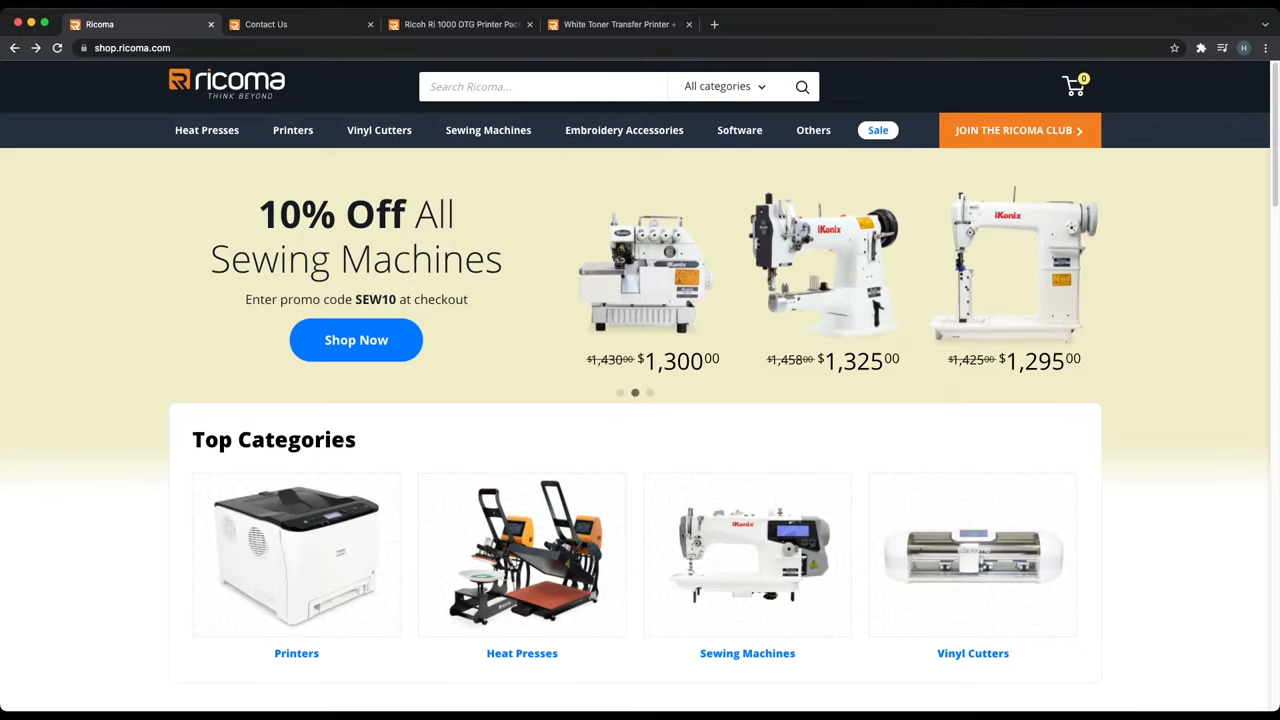 Ricoma
Contact Us
Ricoh Ri 1000 DTG Printer Pac
White Toner Transfer Printer +
shop.ricoma.com
H
ricoma
THINK BEYOND
Search Ricoma...
All categories
0
Heat Presses
Printers
Vinyl Cutters
Sewing Machines
Embroidery Accessories
Software
Others
Sale
JOIN THE RICOMA CLUB
10% Off All
Sewing Machines
Enter promo code SEW10 at checkout
Shop Now
iKonix
iKonix
iKonix
$1,430.00 $1,300.00
$1,458.00 $1,325.00
$1,425.00 $1,295.00
Top Categories
iKonix
Printers
Heat Presses
Sewing Machines
Vinyl Cutters